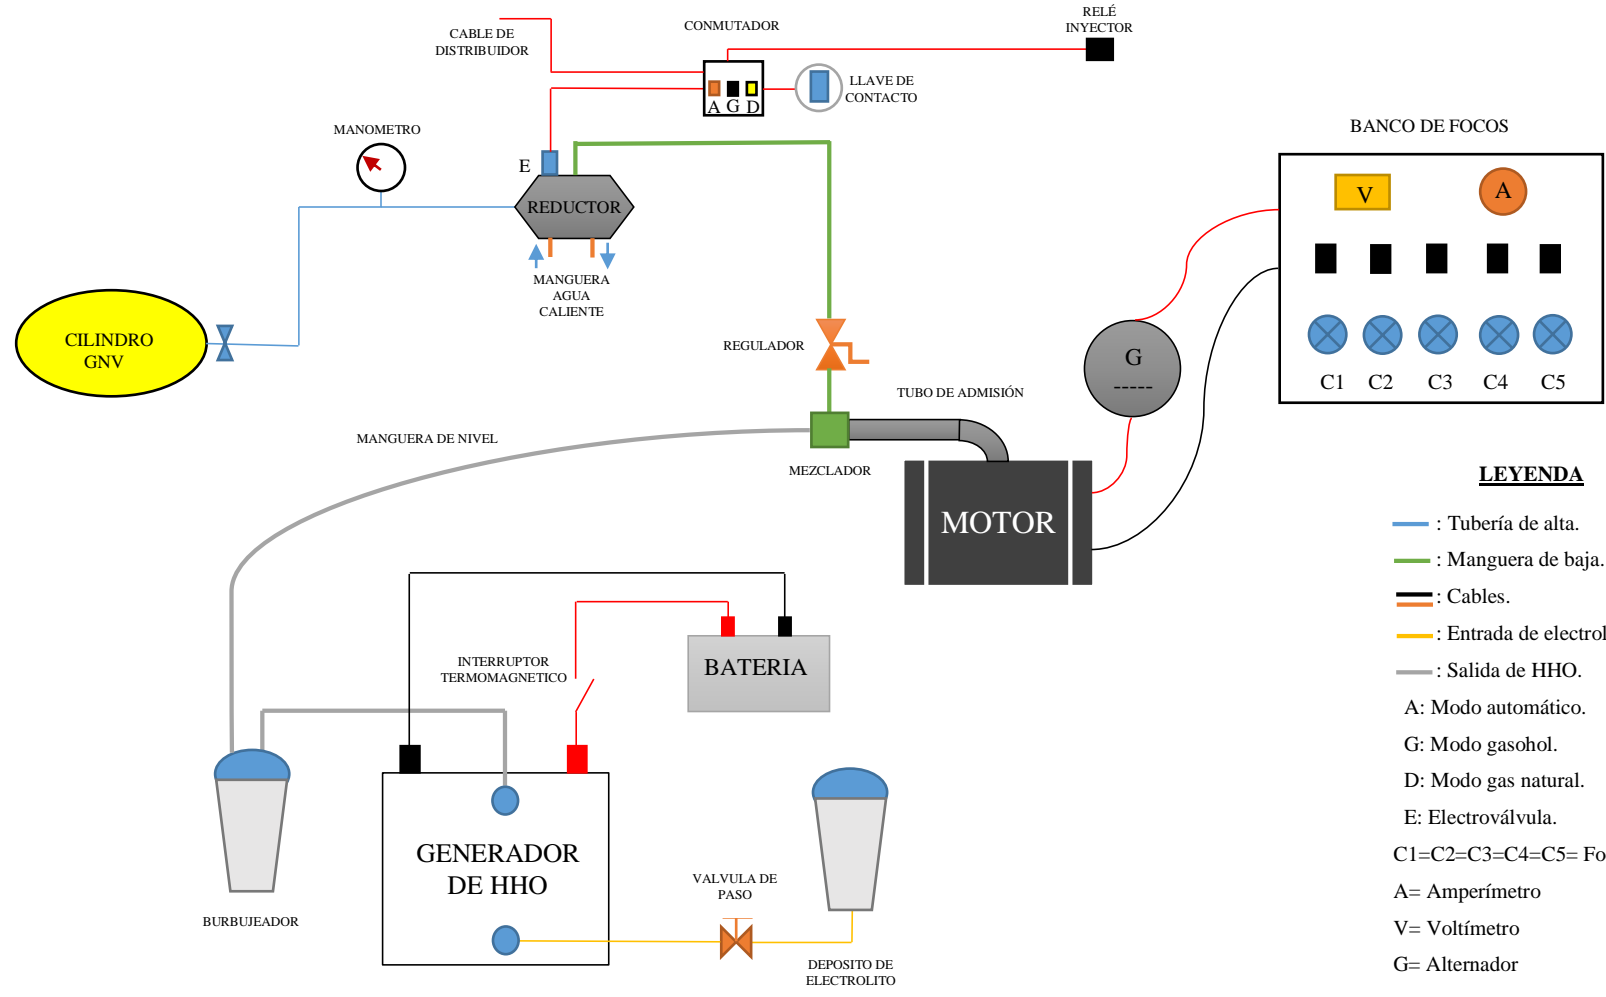 CABLE DE
DISTRIBUIDOR
CONMUTADOR
RELÉ
INYECTOR
A G D
LLAVE DE
CONTACTO
MANOMETRO
E
REDUCTOR
MANGUERA
AGUA
CALIENTE
CILINDRO
GNV
REGULADOR
TUBO DE ADMISIÓN
MANGUERA DE NIVEL
MEZCLADOR
MOTOR
G
-----
BANCO DE FOCOS
V
A
C1 C2 C3 C4 C5
INTERRUPTOR
TERMOMAGNETICO
BATERIA
GENERADOR
DE HHO
BURBUJEADOR
VALVULA DE
PASO
DEPOSITO DE
ELECTROLITO
LEYENDA
: Tubería de alta.
: Manguera de baja.
: Cables.
: Entrada de electrol
: Salida de HHO.
A: Modo automático.
G: Modo gasohol.
D: Modo gas natural.
E: Electroválvula.
C1=C2=C3=C4=C5= Fo
A= Amperímetro
V= Voltímetro
G= Alternador